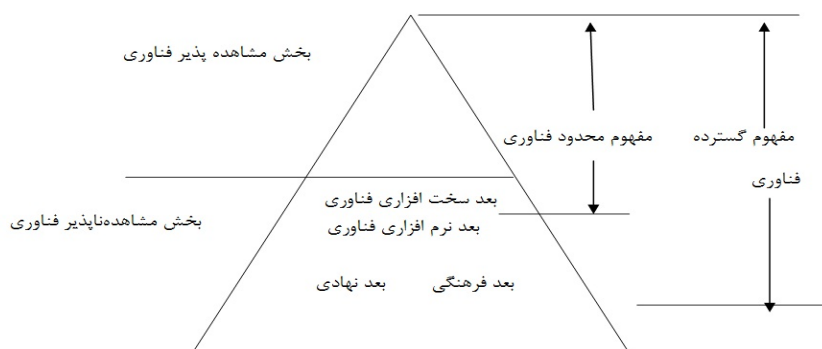 بخش مشاهده پذیر فناوری
مفهوم گسترده
فناوری
مفهوم محدود فناوری
بعد سخت افزاری فناوری
بعد نرم افزاری فناوری
بخش مشاهده‌ناپذیر فناوری
بعد فرهنگی
بعد نهادی